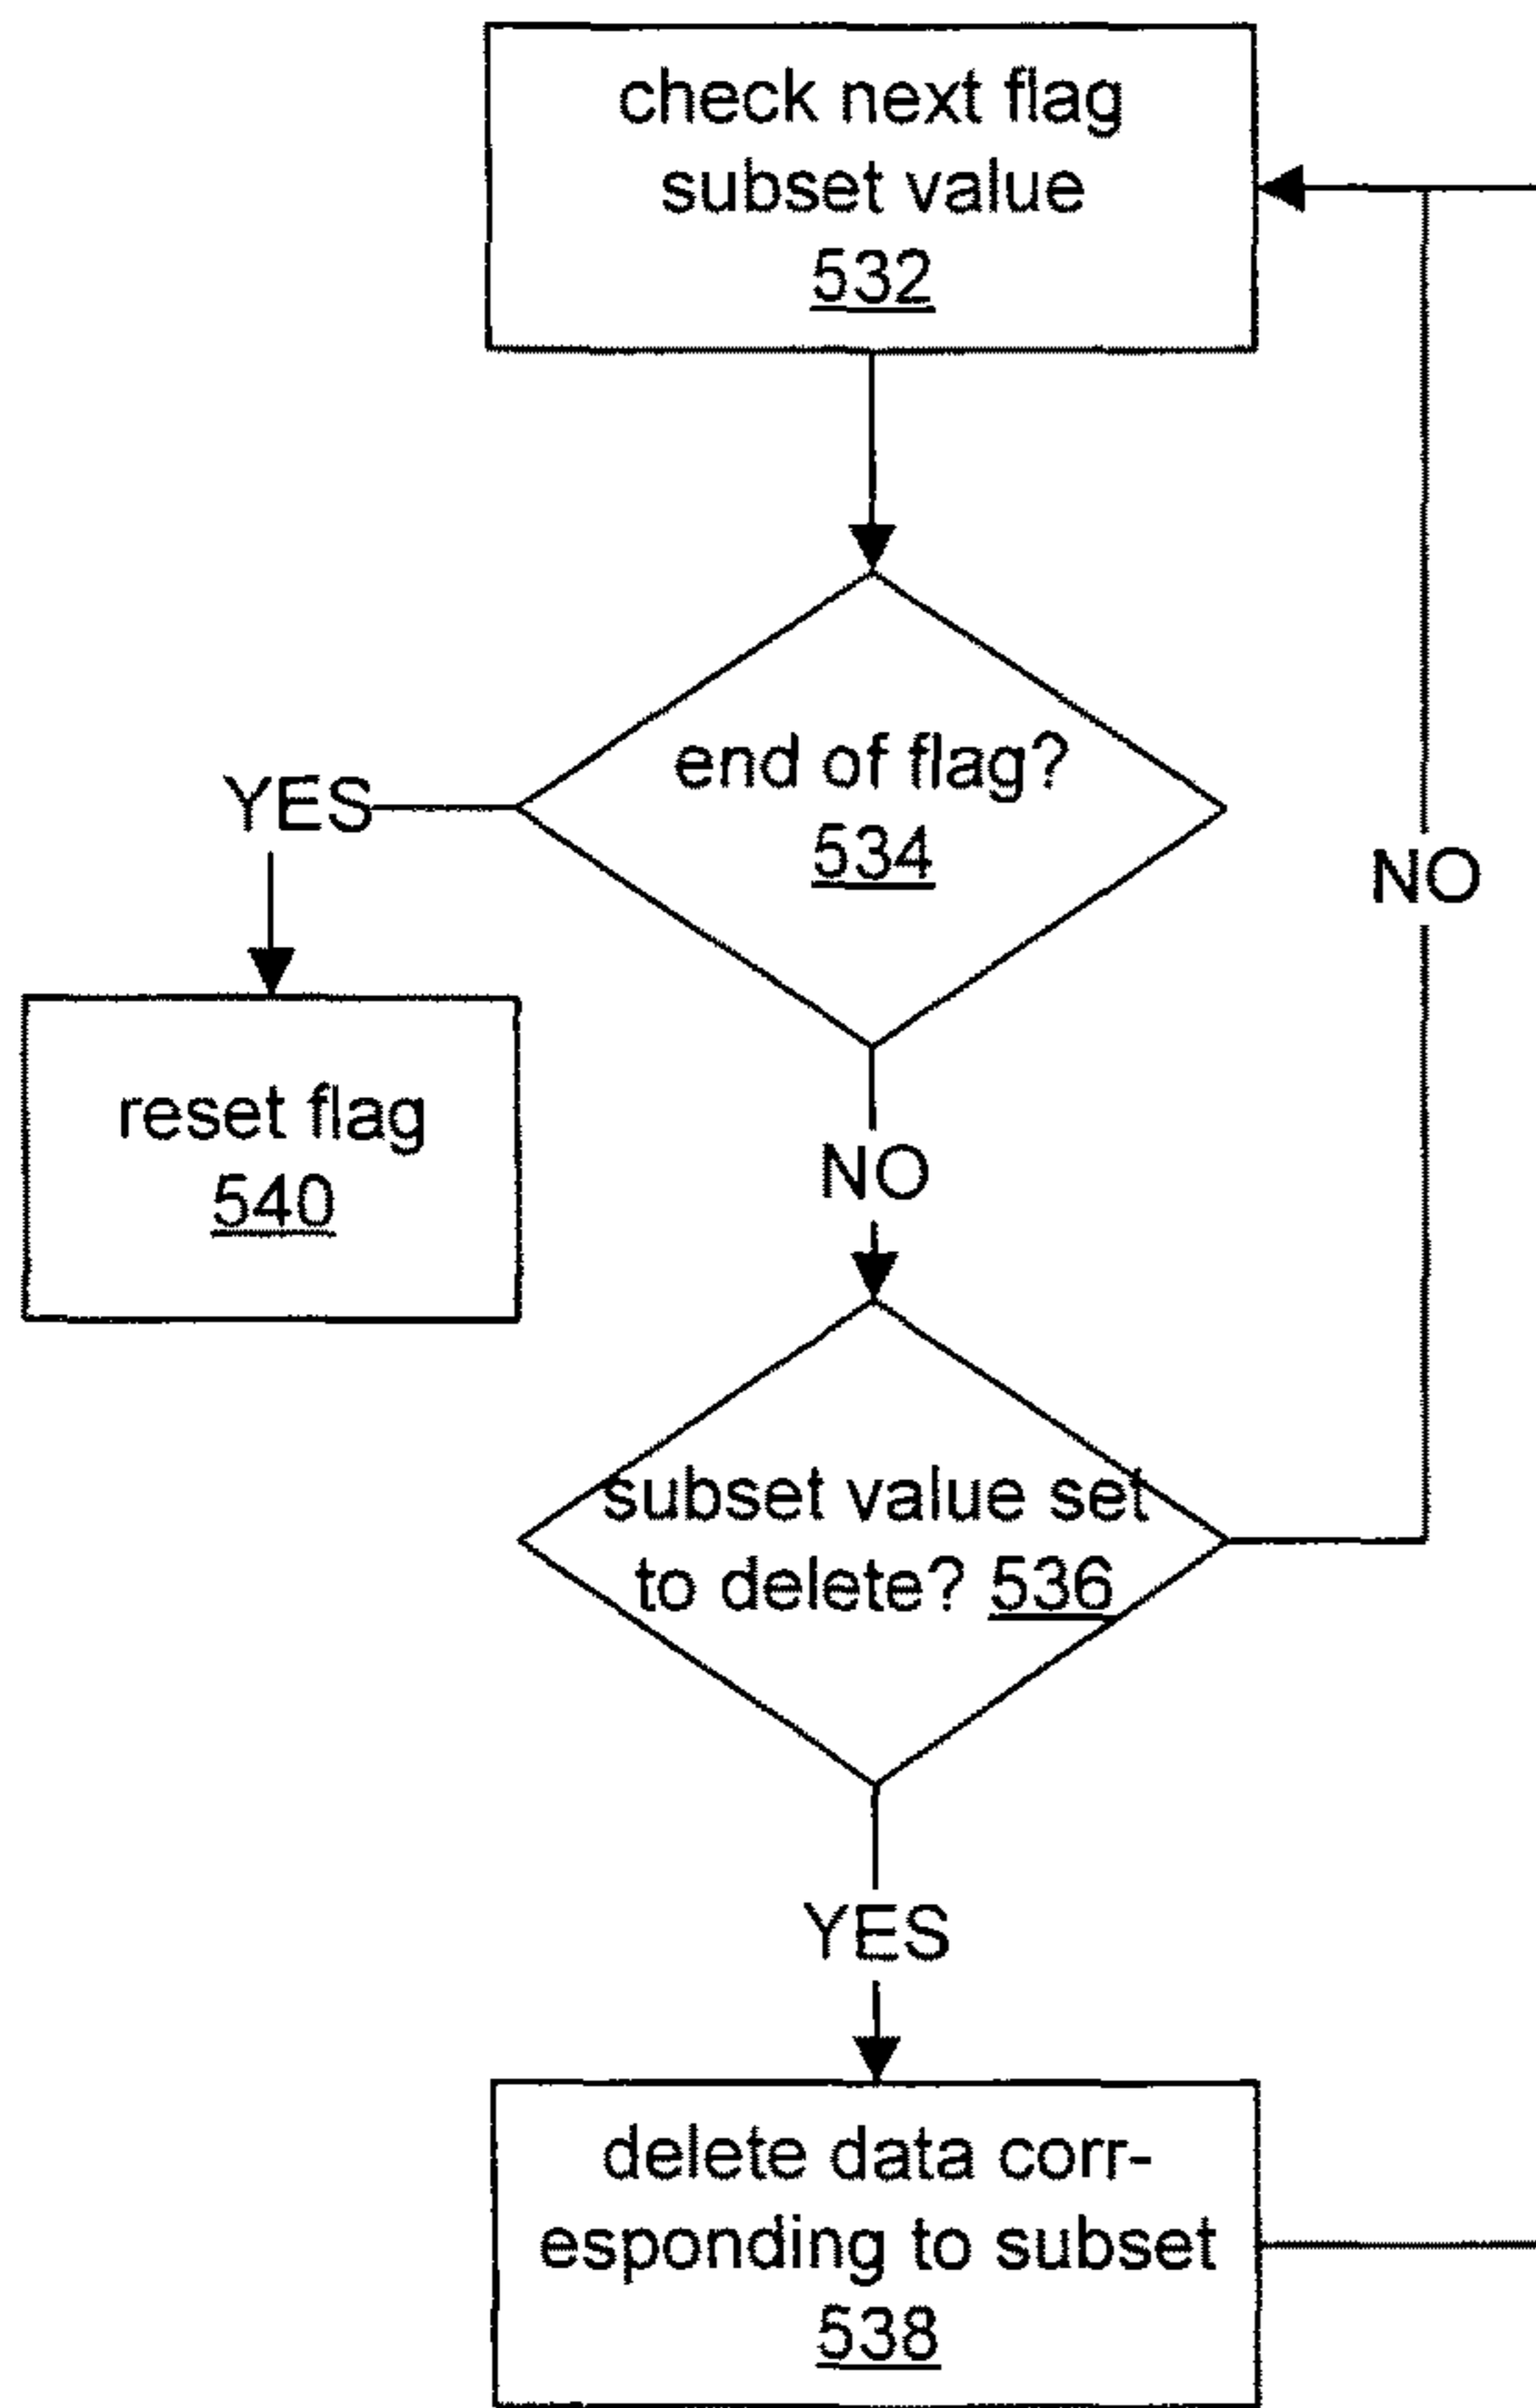 check next flag
subset value
532
end of flag?
534
YES
NO
reset flag
540
NO
subset value set
to delete? 536
YES
delete data corr-
esponding to subset
538